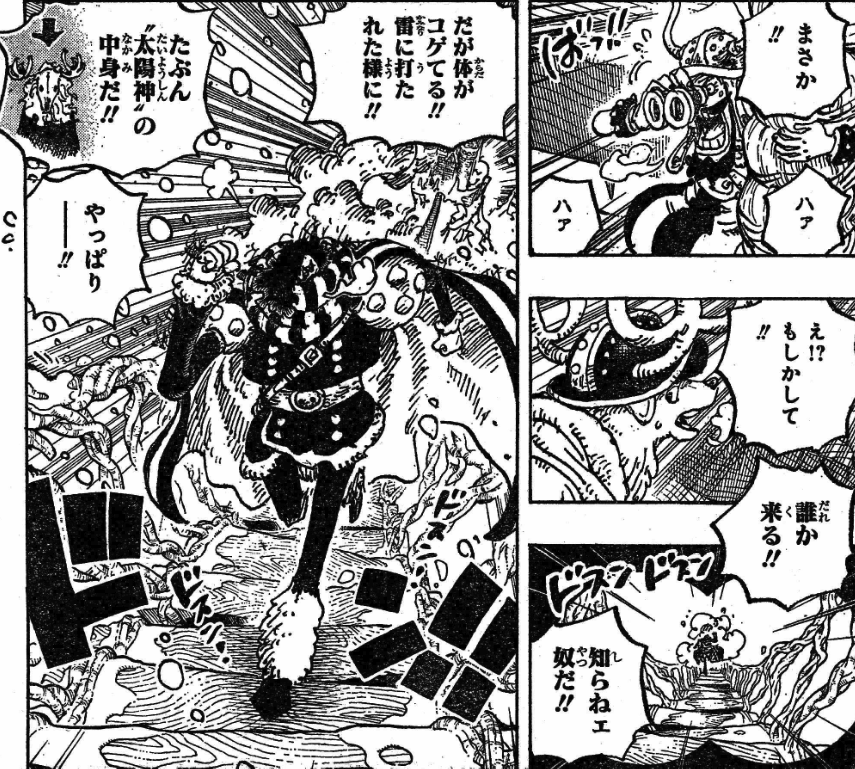 まさか
!!
ばっ
ハァ
ハァ
え!?
もしかして
!!
誰か
来る!!
ドスン ドスン
知らねェ
奴だ!!
だが体が
コゲてる!!
雷に打た
れた様に!!
たぶん
〝太陽神〟の
中身だ!!
やっぱり
――!!
ドスン…!
ドスン…!